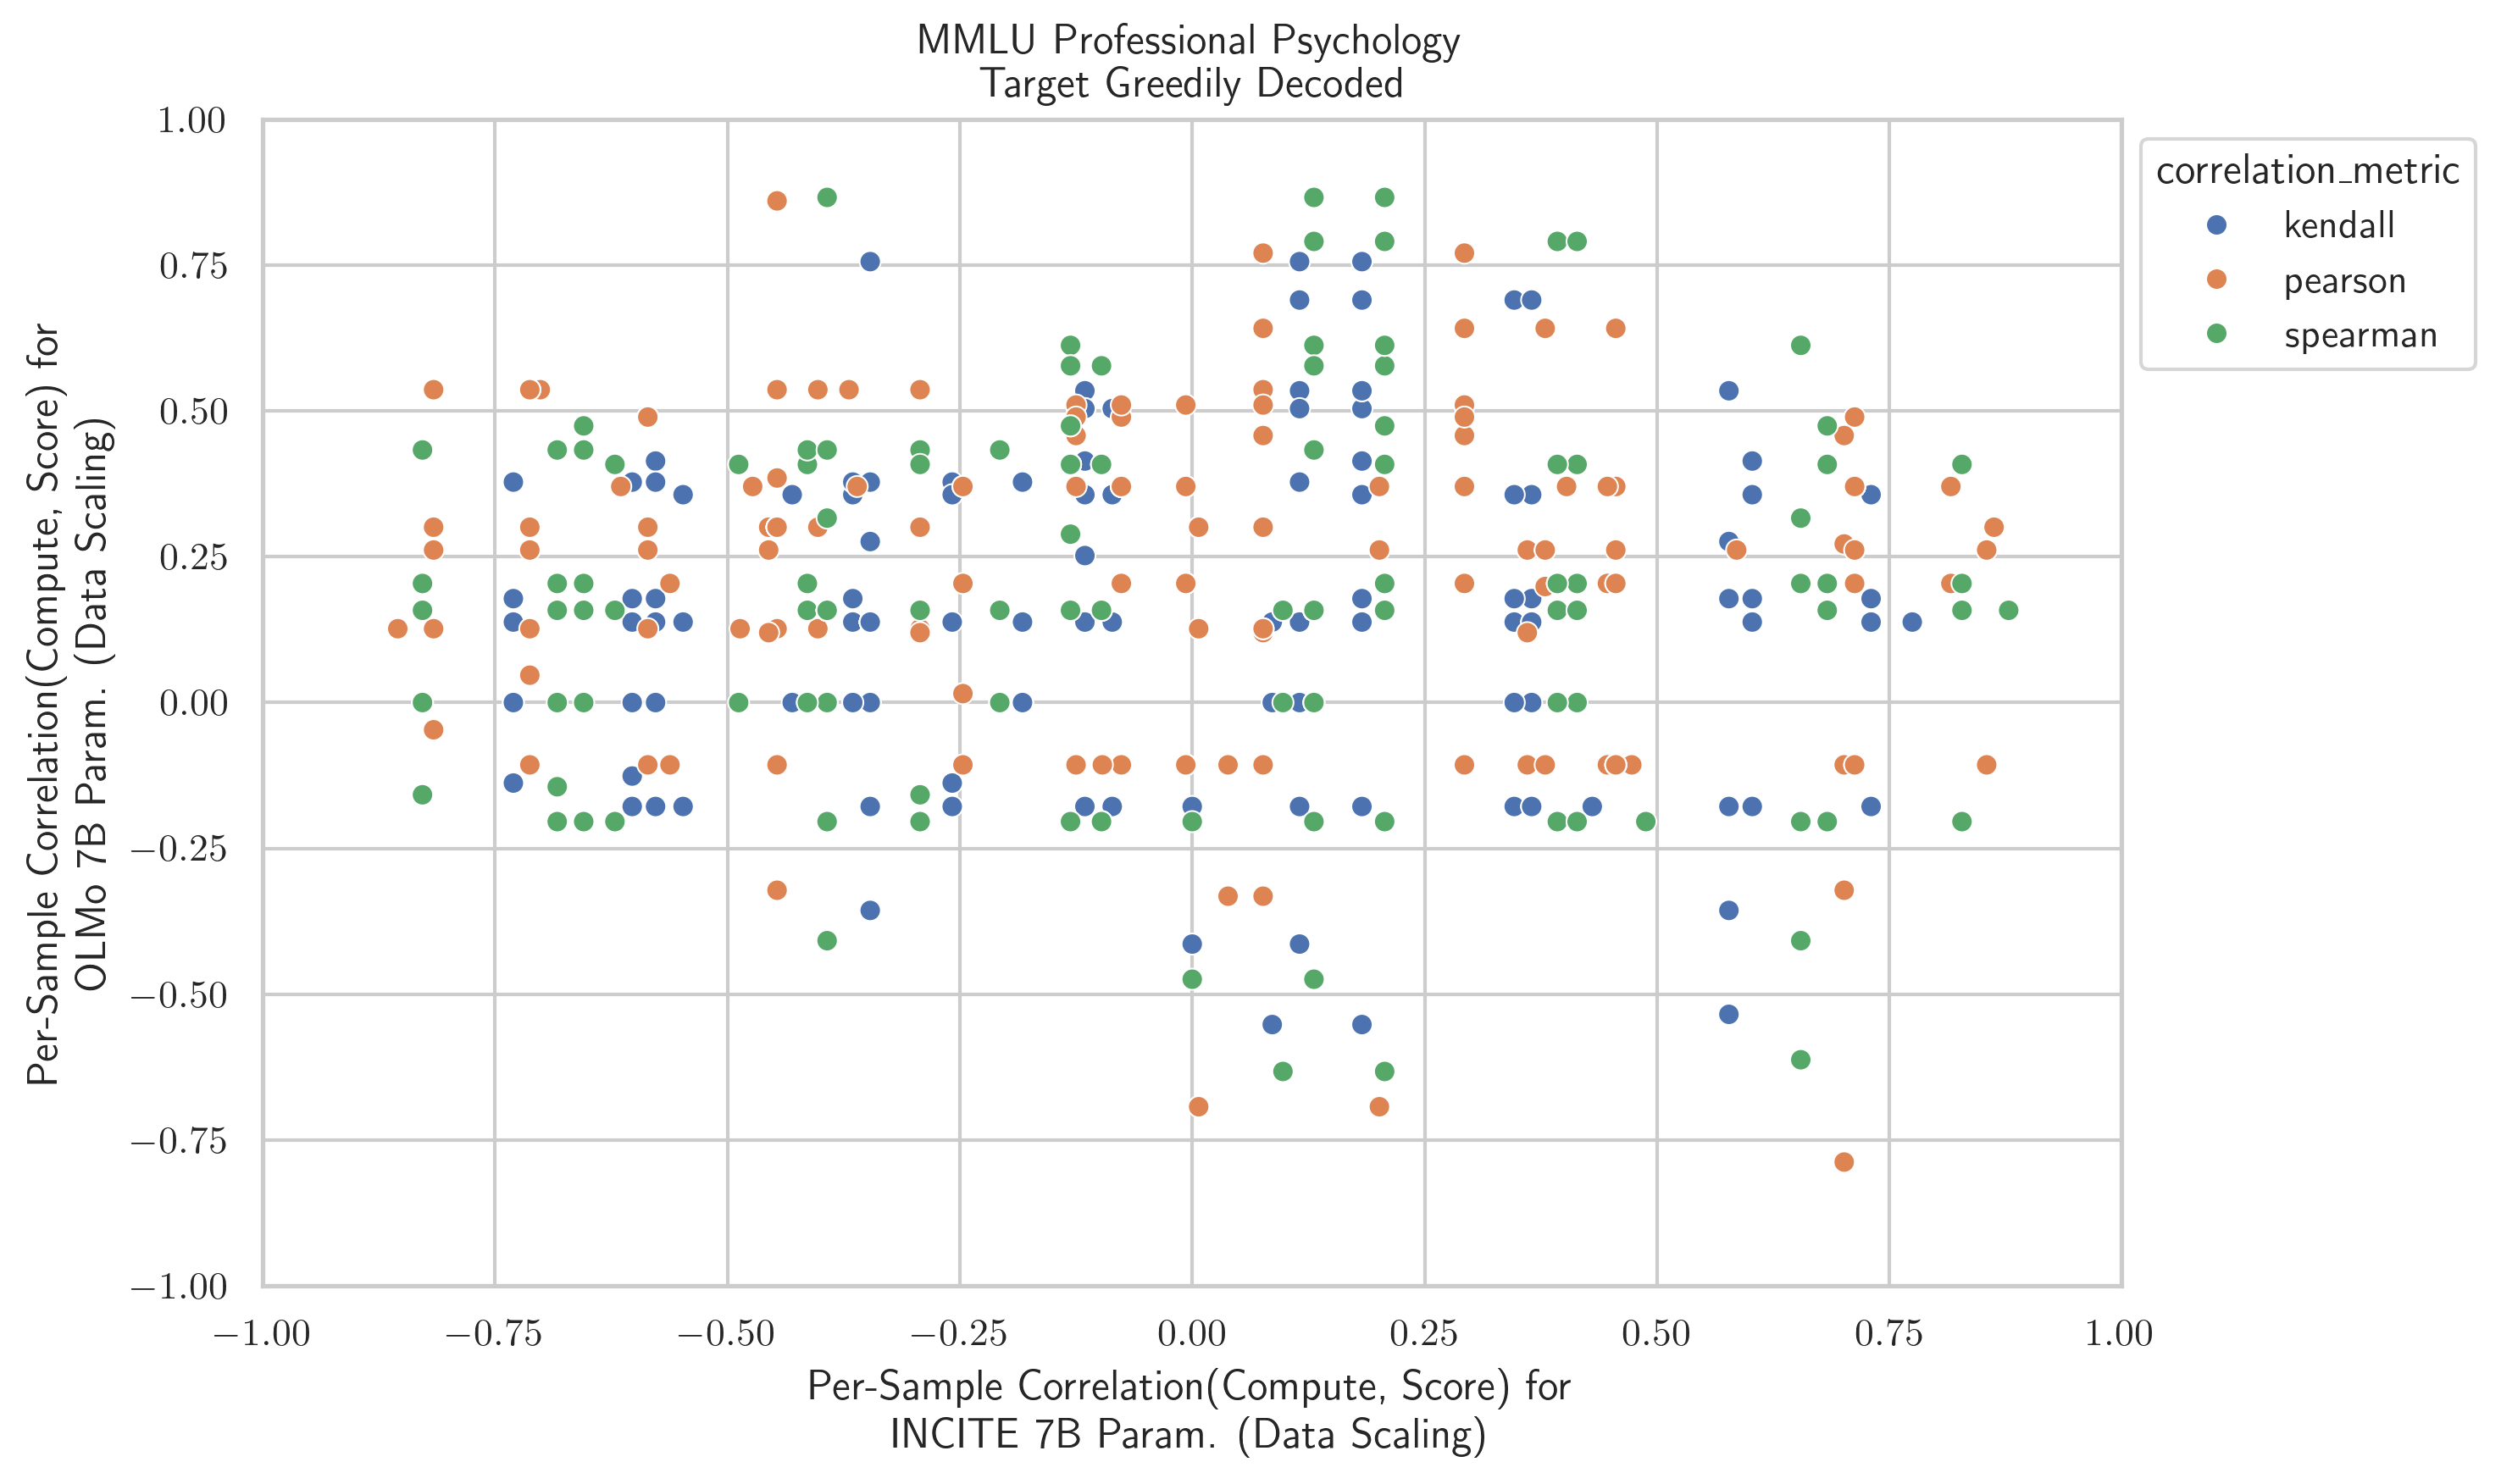 MMLU Professional Psychology
Target Greedily Decoded
Per-Sample Correlation(Compute, Score) for
OLMo 7B Param. (Data Scaling)
1.00
0.75
0.50
0.25
0.00
−0.25
−0.50
−0.75
−1.00
−1.00 −0.75 −0.50 −0.25 0.00 0.25 0.50 0.75 1.00
Per-Sample Correlation(Compute, Score) for
INCITE 7B Param. (Data Scaling)
correlation_metric
kendall
pearson
spearman